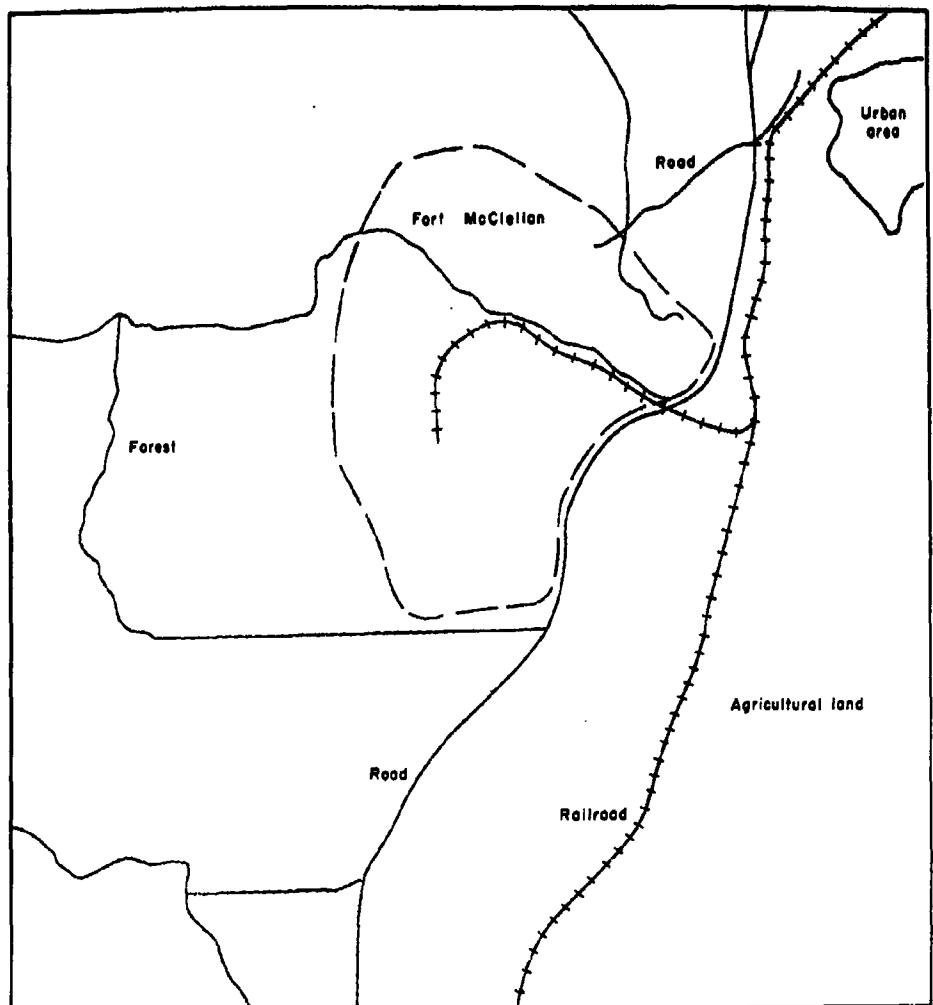 Urban
area
Road
Fort McClellan
Forest
Agricultural land
Road
Railroad